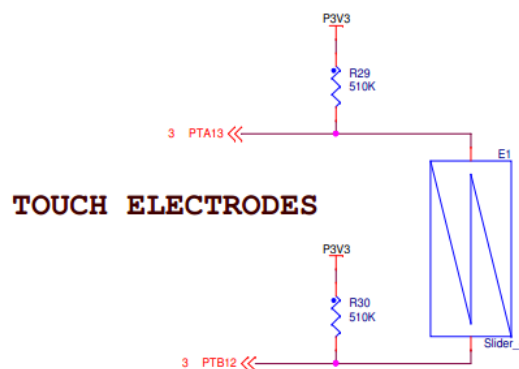 P3V3
R29
510K
3 PTA13
E1
TOUCH ELECTRODES
P3V3
R30
510K
Slider_
3 PTB12